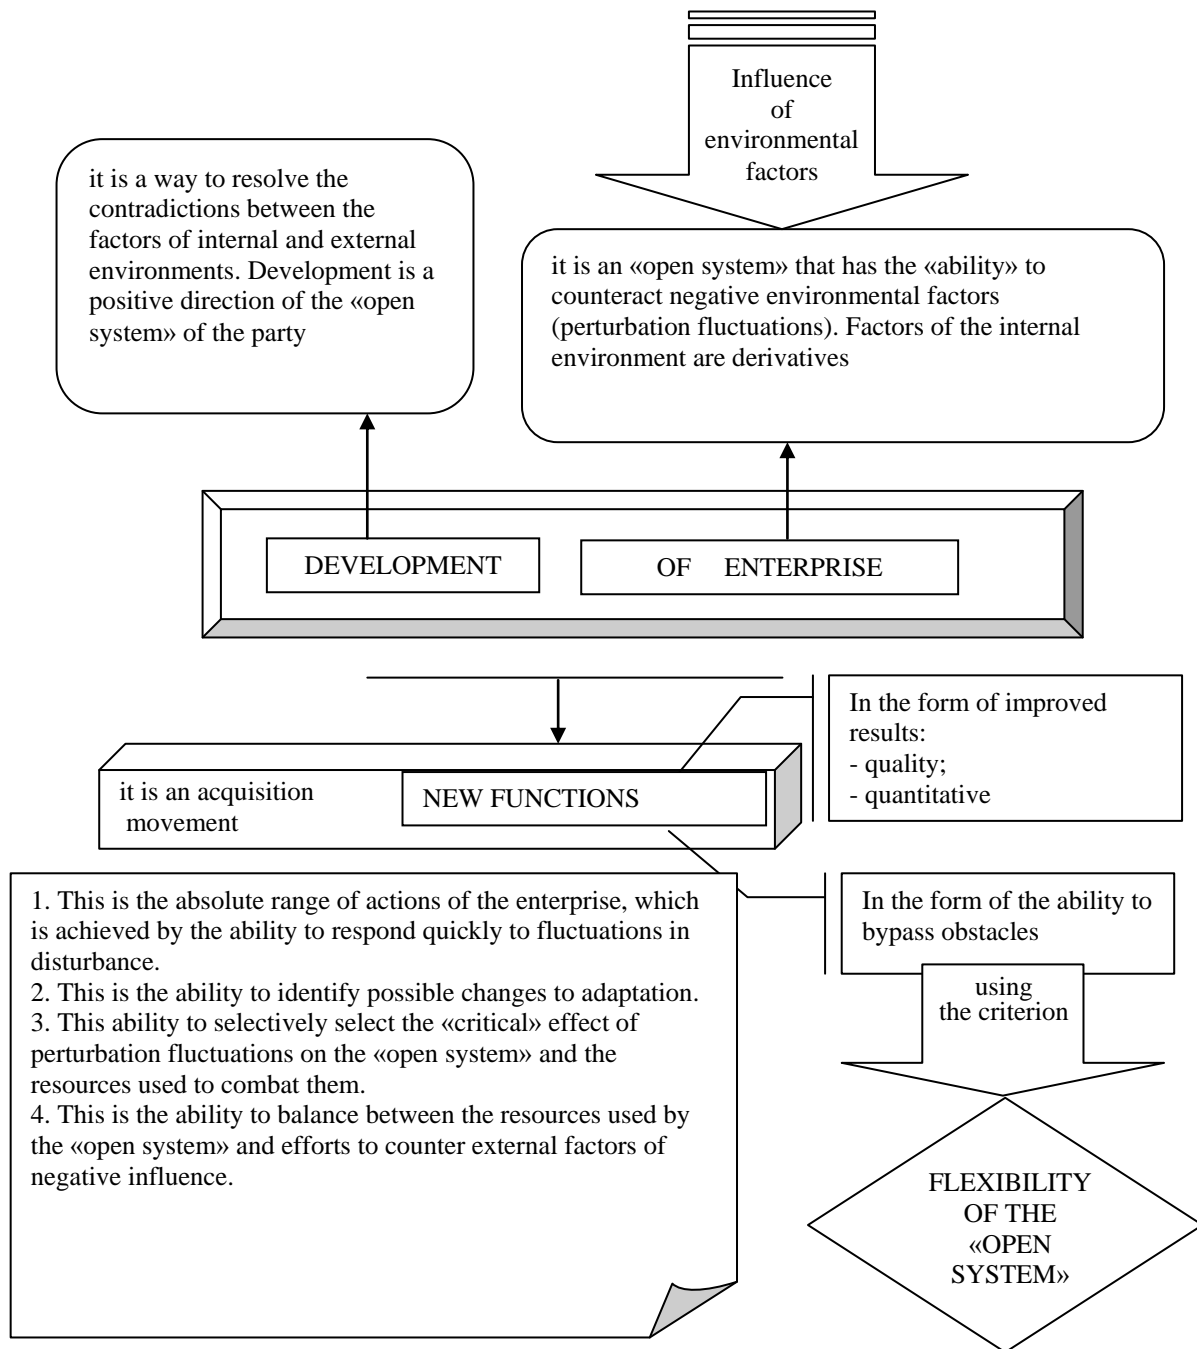 Influence
of
environmental
factors
it is a way to resolve the
contradictions between the
factors of internal and external
environments. Development is a
positive direction of the «open
system» of the party
it is an «open system» that has the «ability» to
counteract negative environmental factors
(perturbation fluctuations). Factors of the internal
environment are derivatives
DEVELOPMENT
OF ENTERPRISE
In the form of improved
results:
- quality;
- quantitative
it is an acquisition
movement
NEW FUNCTIONS
1. This is the absolute range of actions of the enterprise, which
is achieved by the ability to respond quickly to fluctuations in
disturbance.
2. This is the ability to identify possible changes to adaptation.
3. This ability to selectively select the «critical» effect of
perturbation fluctuations on the «open system» and the
resources used to combat them.
4. This is the ability to balance between the resources used by
the «open system» and efforts to counter external factors of
negative influence.
In the form of the ability to
bypass obstacles
using
the criterion
FLEXIBILITY
OF THE
«OPEN
SYSTEM»